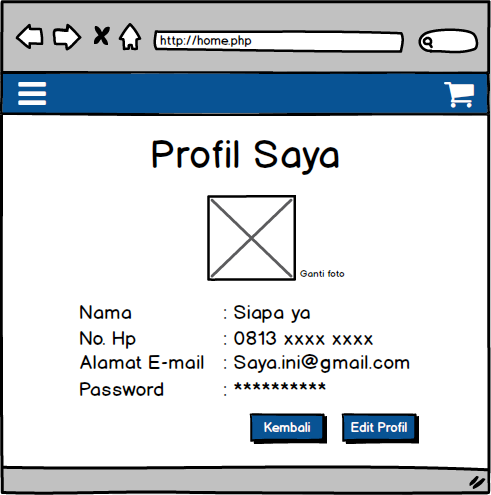 http://home.php
Profil Saya
Ganti foto
Nama : Siapa ya
No. Hp : 0813 xxxx xxxx
Alamat E-mail : Saya.ini@gmail.com
Password : **********
Kembali Edit Profil